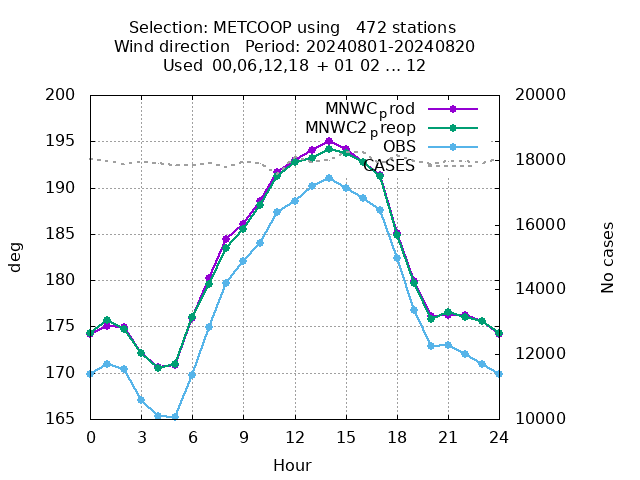 Selection: METCOOP using   472 stations
Wind direction   Period: 20240801-20240820
Used 00,06,12,18 + 01 02 ... 12
200 20000
MNWCprod
195
MNWC2preop
OBS
18000
CASES
190
185
16000
deg
No cases
180
14000
175
12000
170
165 10000
0 3 6 9 12 15 18 21 24
Hour